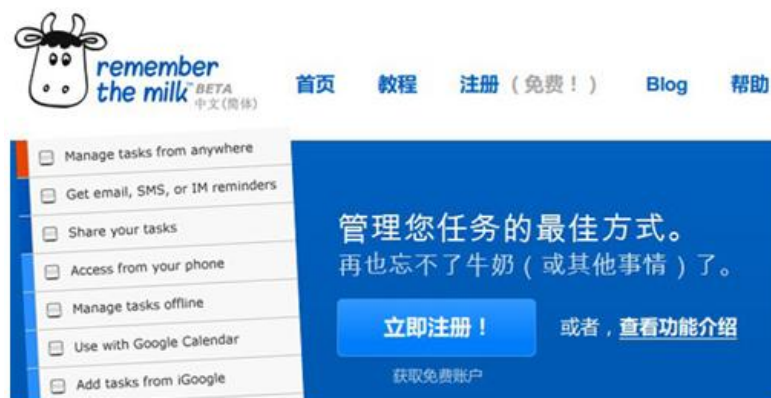 remember
the milk™ BETA
中文(简体)
首页 教程 注册（免费！） Blog 帮助
Manage tasks from anywhere
Get email, SMS, or IM reminders
Share your tasks
Access from your phone
Manage tasks offline
Use with Google Calendar
Add tasks from iGoogle
管理您任务的最佳方式。
再也忘不了牛奶（或其他事情）了。
立即注册！ 或者，查看功能介绍
获取免费账户